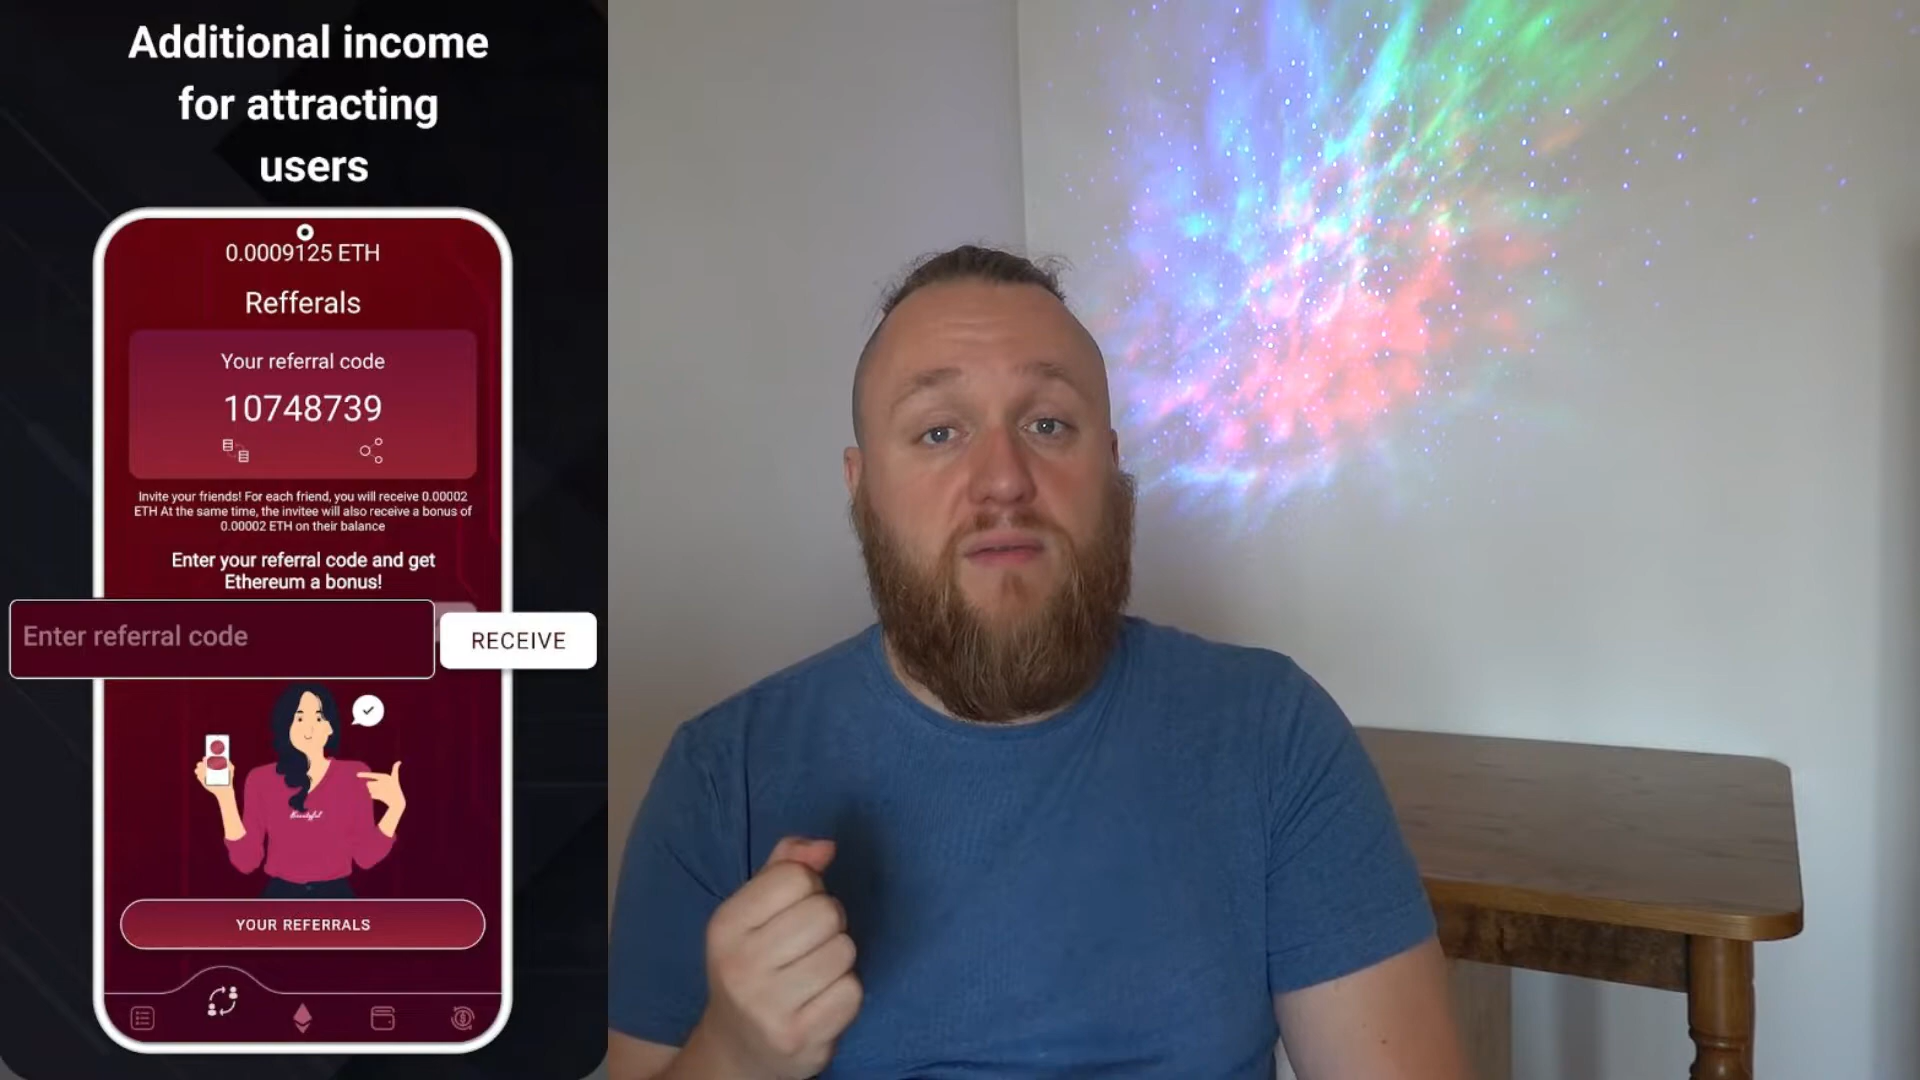 Additional income
for attracting
users
0.0009125 ETH
Refferals
Your referral code
10748739
Invite your friends! For each friend, you will receive 0.00002
ETH At the same time, the invitee will also receive a bonus of
0.00002 ETH on their balance
Enter your referral code and get
Ethereum a bonus!
Enter referral code
RECEIVE
YOUR REFERRALS